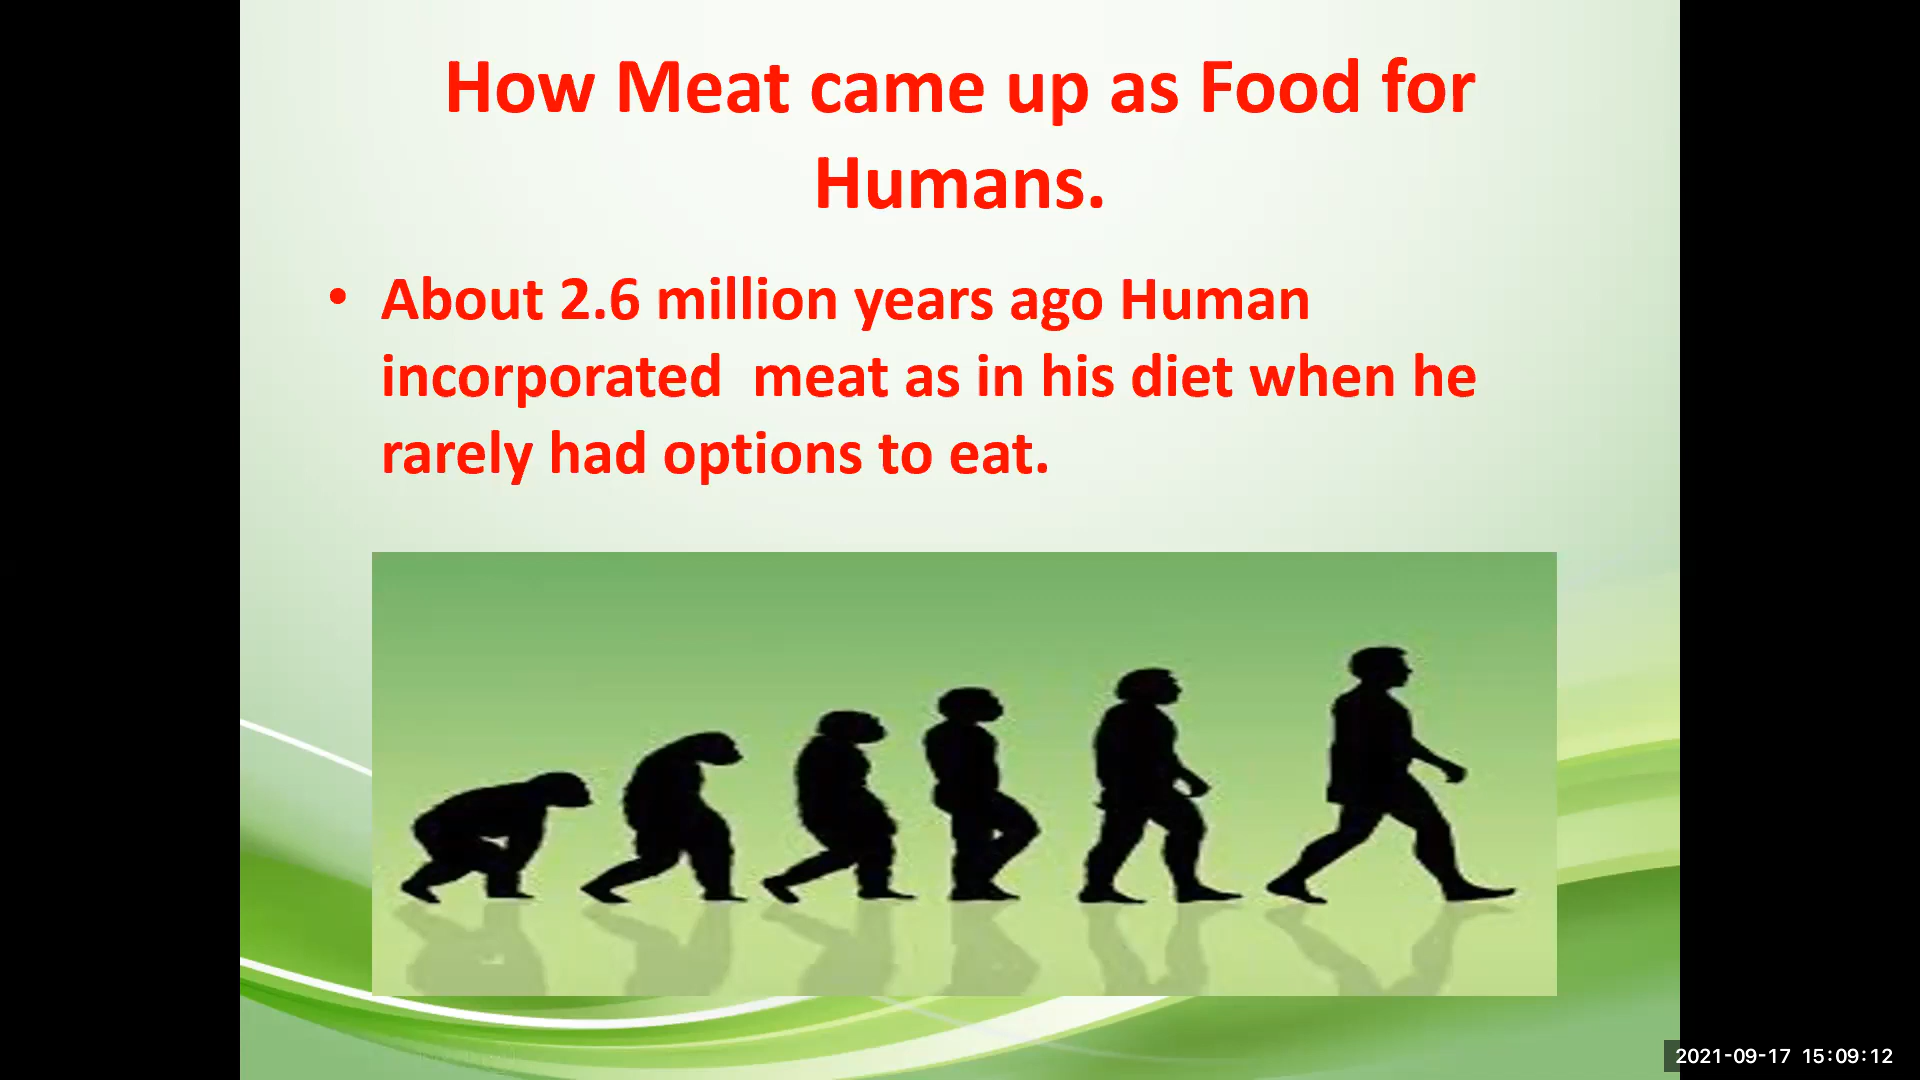 How Meat came up as Food for
Humans.
• About 2.6 million years ago Human
incorporated  meat as in his diet when he
rarely had options to eat.
2021-09-17 15:09:12